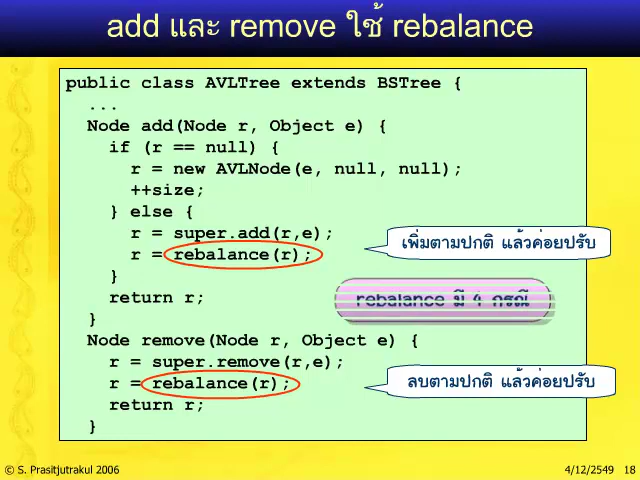 add และ remove ใช้ rebalance
public class AVLTree extends BSTree {
...
Node add(Node r, Object e) {
if (r == null) {
r = new AVLNode(e, null, null);
++size;
} else {
r = super.add(r,e);
r = rebalance(r);
เพิ่มตามปกติ แล้วค่อยปรับ
}
return r;
rebalance มี 4 กรณี
}
Node remove(Node r, Object e) {
r = super.remove(r,e);
r = rebalance(r);
ลบตามปกติ แล้วค่อยปรับ
return r;
}
© S. Prasitjutrakul 2006
4/12/2549 18